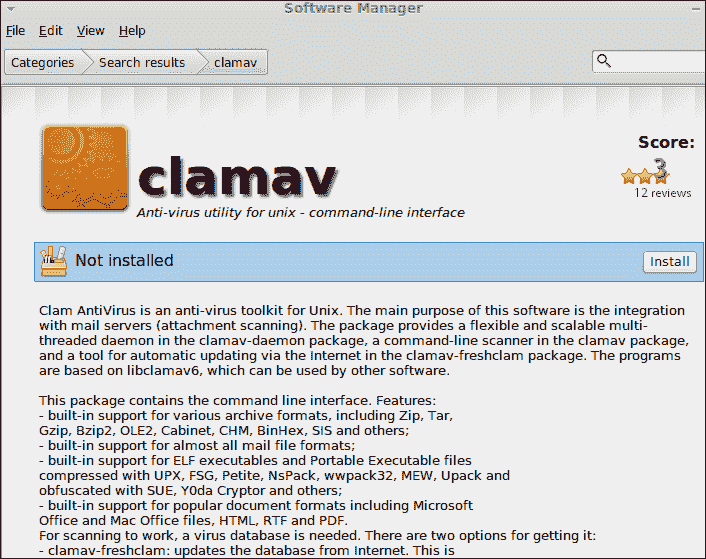 Software Manager
File Edit View Help
Categories Search results clamav
clamav
Anti-virus utility for unix - command-line interface
Score:
3
12 reviews
Not installed
Install
Clam AntiVirus is an anti-virus toolkit for Unix. The main purpose of this software is the integration
with mail servers (attachment scanning). The package provides a flexible and scalable multi-
threaded daemon in the clamav-daemon package, a command-line scanner in the clamav package,
and a tool for automatic updating via the Internet in the clamav-freshclam package. The programs
are based on libclamav6, which can be used by other software.
This package contains the command line interface. Features:
- built-in support for various archive formats, including Zip, Tar,
Gzip, Bzip2, OLE2, Cabinet, CHM, BinHex, SIS and others;
- built-in support for almost all mail file formats;
- built-in support for ELF executables and Portable Executable files
compressed with UPX, FSG, Petite, NsPack, wwpack32, MEW, Upack and
obfuscated with SUE, Y0da Cryptor and others;
- built-in support for popular document formats including Microsoft
Office and Mac Office files, HTML, RTF and PDF.
For scanning to work, a virus database is needed. There are two options for getting it:
- clamav-freshclam: updates the database from Internet. This is